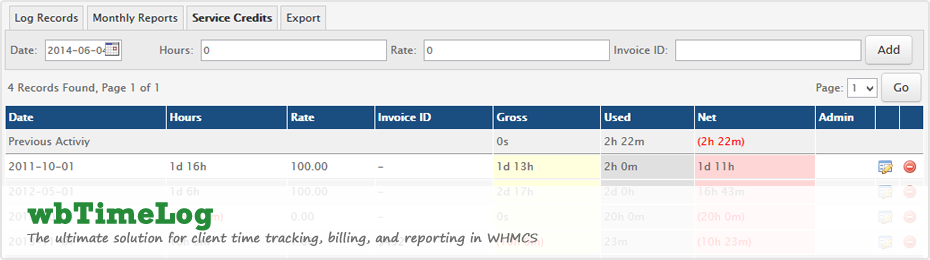 Log Records Monthly Reports Service Credits Export
Date: 2014-06-04 Hours: 0 Rate: 0 Invoice ID: Add
4 Records Found, Page 1 of 1 Page: 1 Go
Date Hours Rate Invoice ID Gross Used Net Admin
Previous Activiy 0s 2h 22m (2h 22m)
2011-10-01 1d 16h 100.00 – 1d 13h 2h 0m 1d 11h
2012-05-01 1d 6h 100.00 – 2d 17h 2d 0h 16h 43m
0.00 0s 20h 0m (20h 0m)
23m (10h 23m)
wbTimeLog
The ultimate solution for client time tracking, billing, and reporting in WHMCS